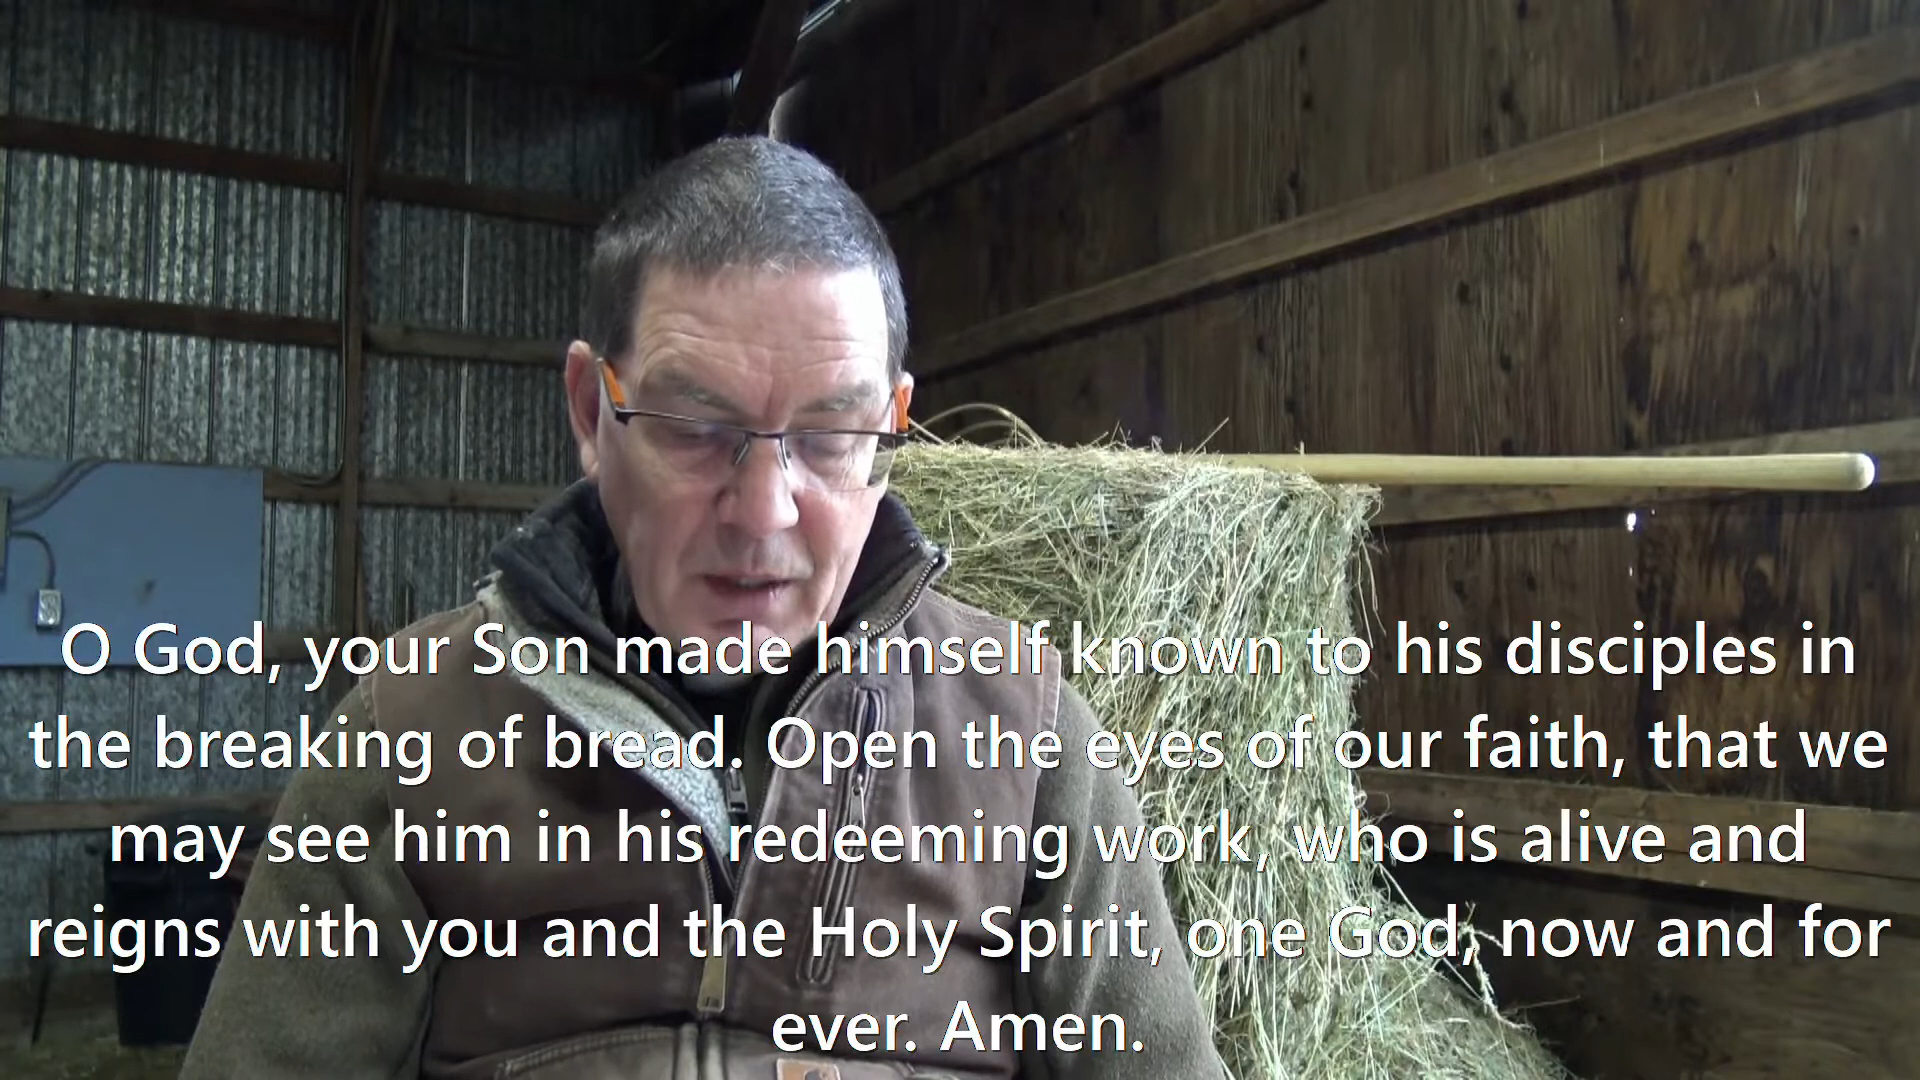 O God, your Son made himself known to his disciples in
the breaking of bread. Open the eyes of our faith, that we
may see him in his redeeming work, who is alive and
reigns with you and the Holy Spirit, one God, now and for
ever. Amen.